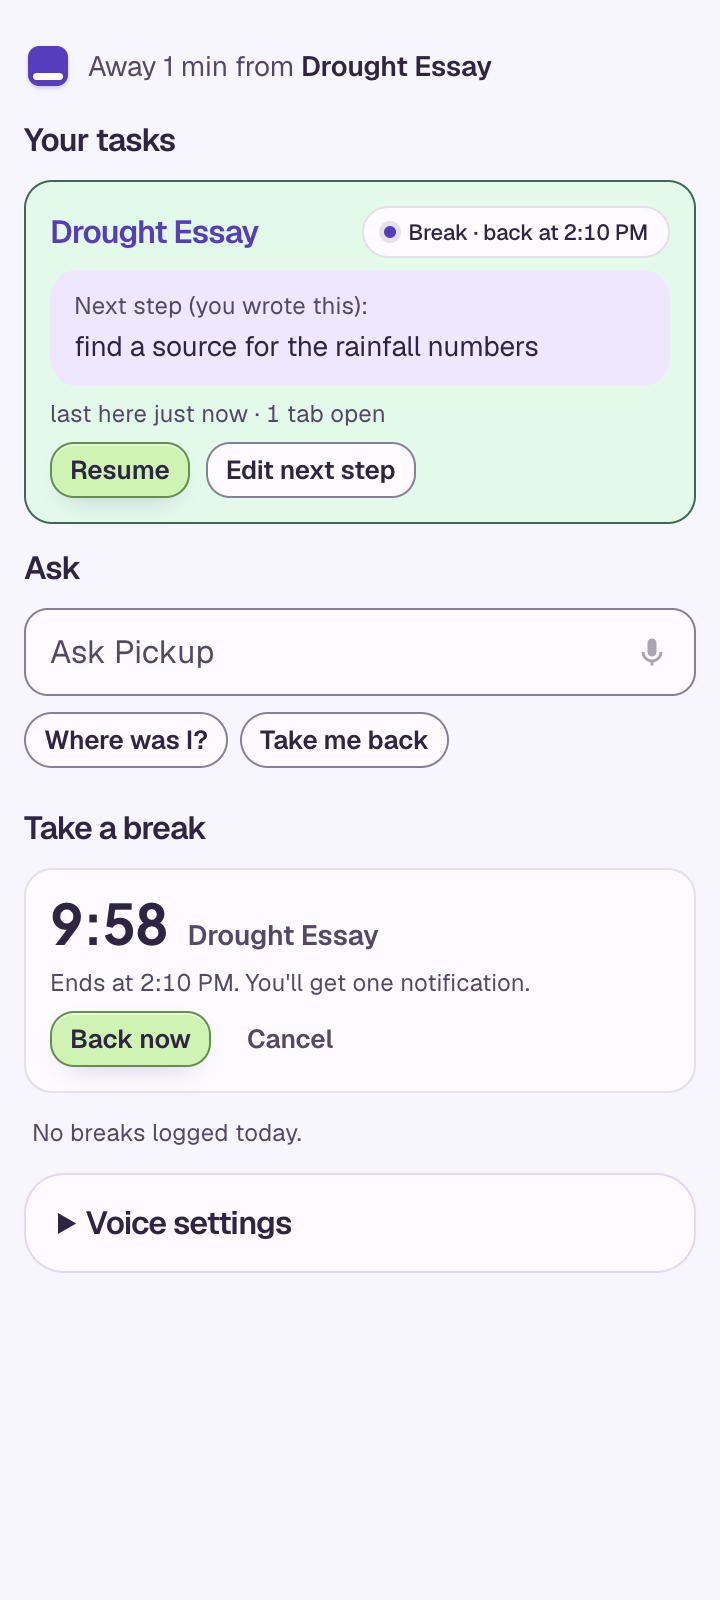 Away 1 min from Drought Essay
Your tasks
Drought Essay
Break · back at 2:10 PM
Next step (you wrote this):
find a source for the rainfall numbers
last here just now · 1 tab open
Resume
Edit next step
Ask
Ask Pickup
Where was I?
Take me back
Take a break
9:58 Drought Essay
Ends at 2:10 PM. You'll get one notification.
Back now
Cancel
No breaks logged today.
Voice settings